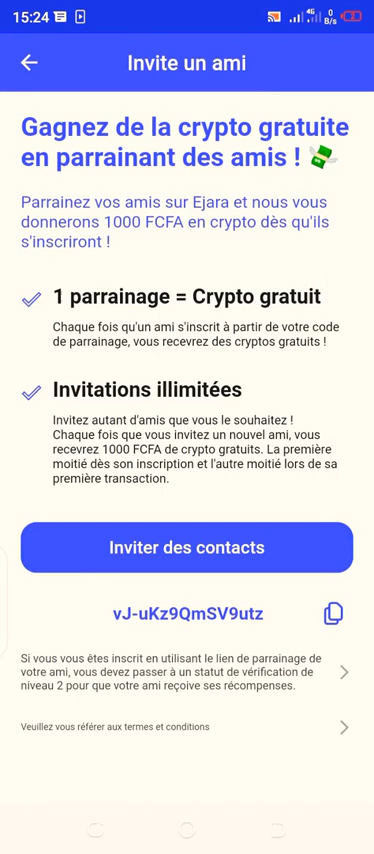 15:24
4G
0
B/s
2
Invite un ami
Gagnez de la crypto gratuite
en parrainant des amis ! 💸
Parrainez vos amis sur Ejara et nous vous
donnerons 1000 FCFA en crypto dès qu'ils
s'inscriront !
1 parrainage = Crypto gratuit
Chaque fois qu'un ami s'inscrit à partir de votre code
de parrainage, vous recevrez des cryptos gratuits !
Invitations illimitées
Invitez autant d'amis que vous le souhaitez !
Chaque fois que vous invitez un nouvel ami, vous
recevrez 1000 FCFA de crypto gratuits. La première
moitié dès son inscription et l'autre moitié lors de sa
première transaction.
Inviter des contacts
vJ-uKz9QmSV9utz
Si vous vous êtes inscrit en utilisant le lien de parrainage de
votre ami, vous devez passer à un statut de vérification de
niveau 2 pour que votre ami reçoive ses récompenses.
Veuillez vous référer aux termes et conditions